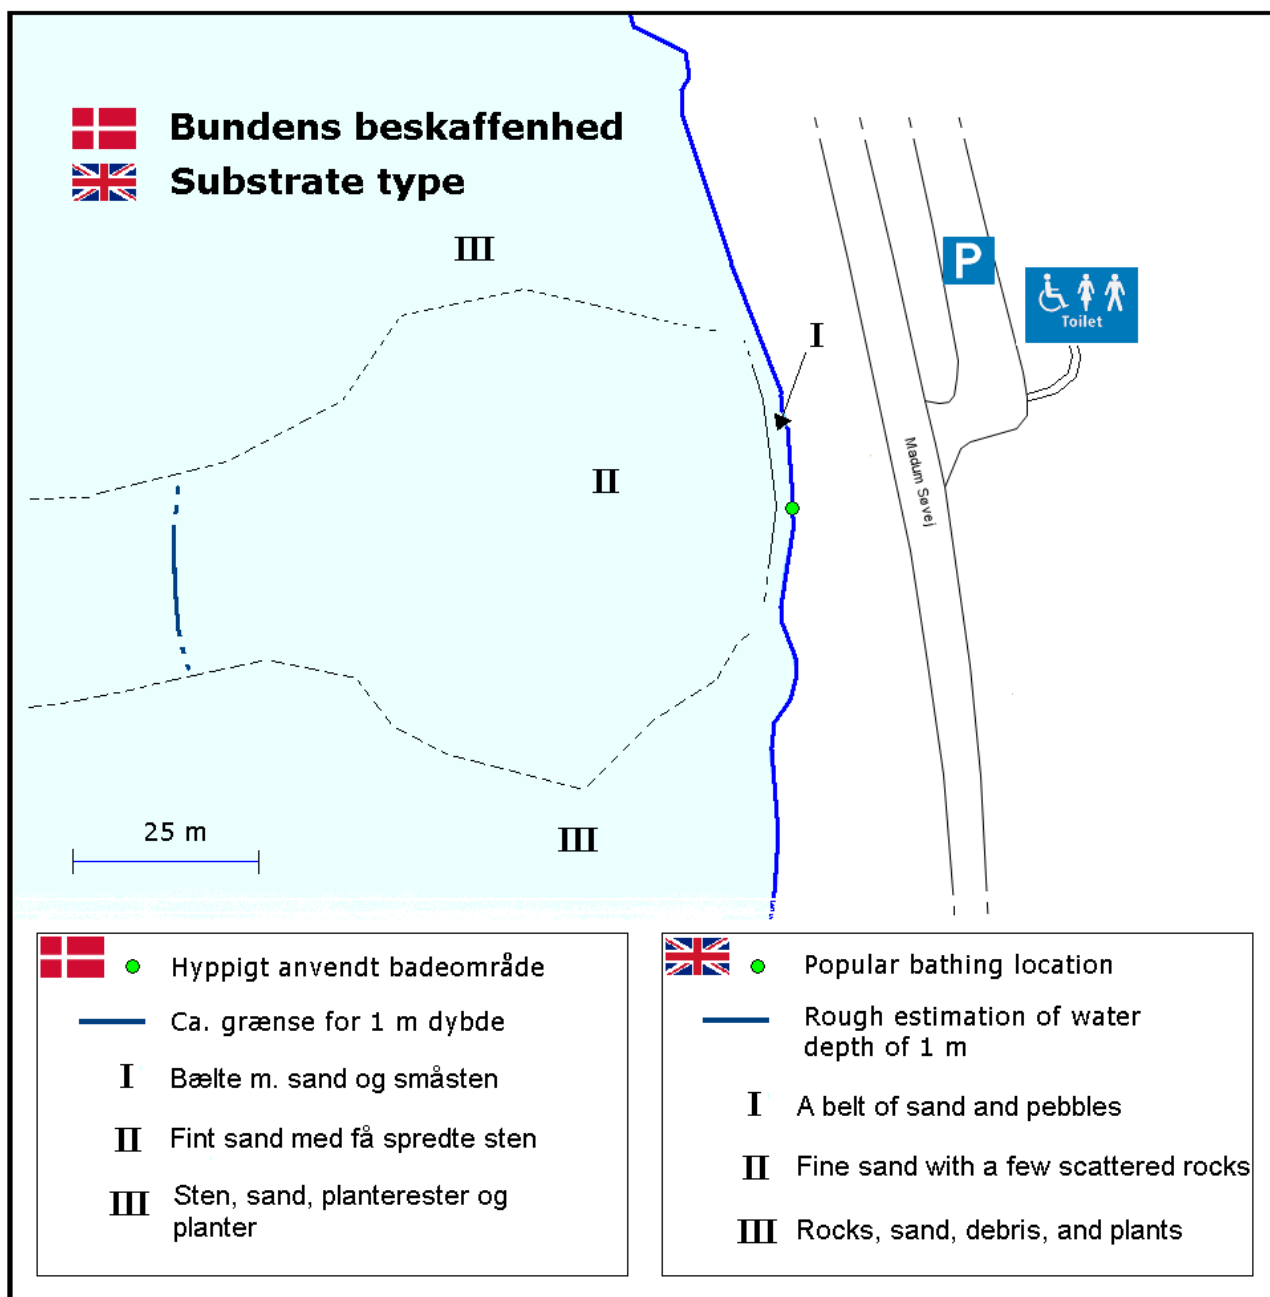 Bundens beskaffenhed
Substrate type
III
P
Toilet
I
II
Madum Søvej
III
25 m
Hyppigt anvendt badeområde
Ca. grænse for 1 m dybde
I Bælte m. sand og småsten
II Fint sand med få spredte sten
III Sten, sand, planterester og
planter
Popular bathing location
Rough estimation of water
depth of 1 m
I A belt of sand and pebbles
II Fine sand with a few scattered rocks
III Rocks, sand, debris, and plants